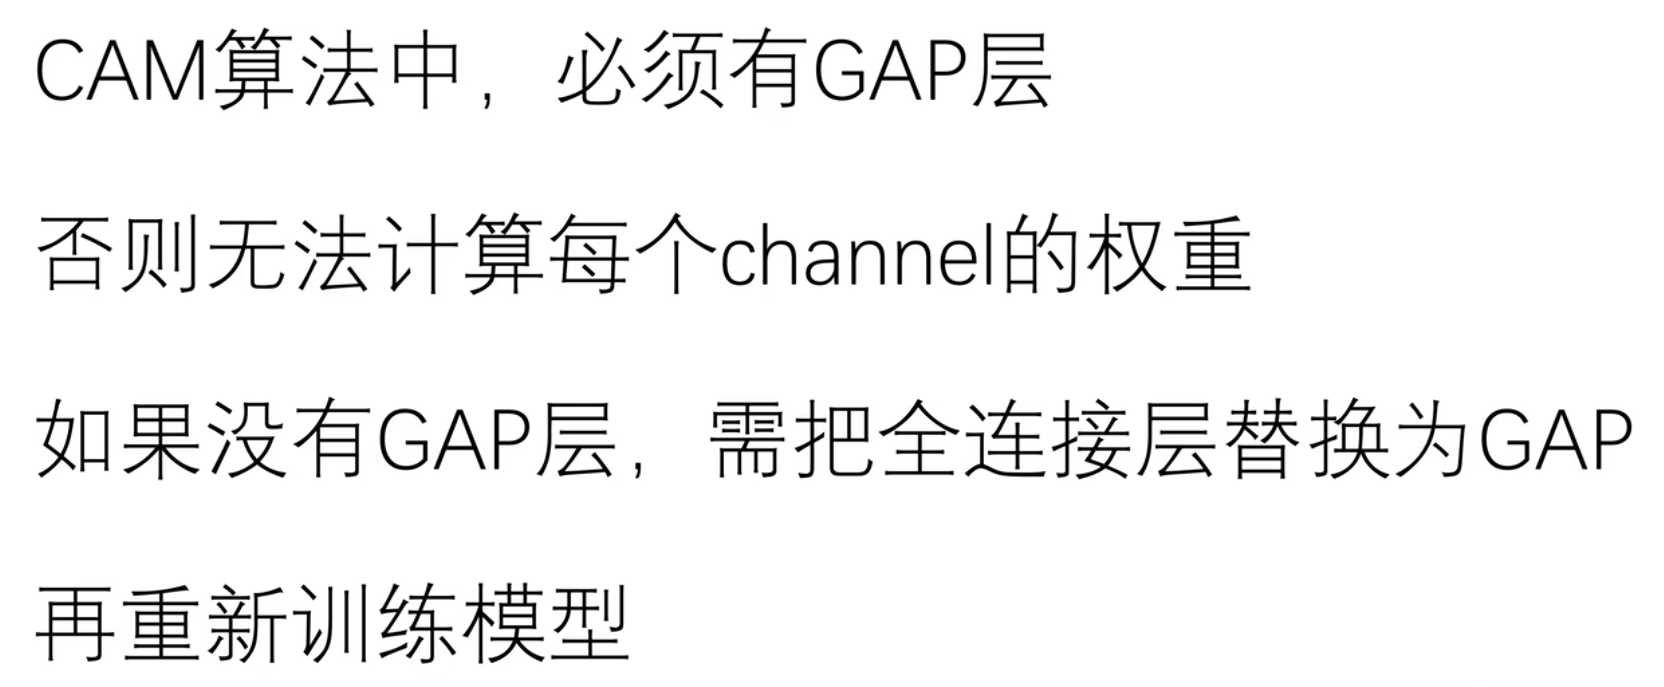 CAM算法中，必须有GAP层
否则无法计算每个channel的权重
如果没有GAP层，需把全连接层替换为GAP
再重新训练模型